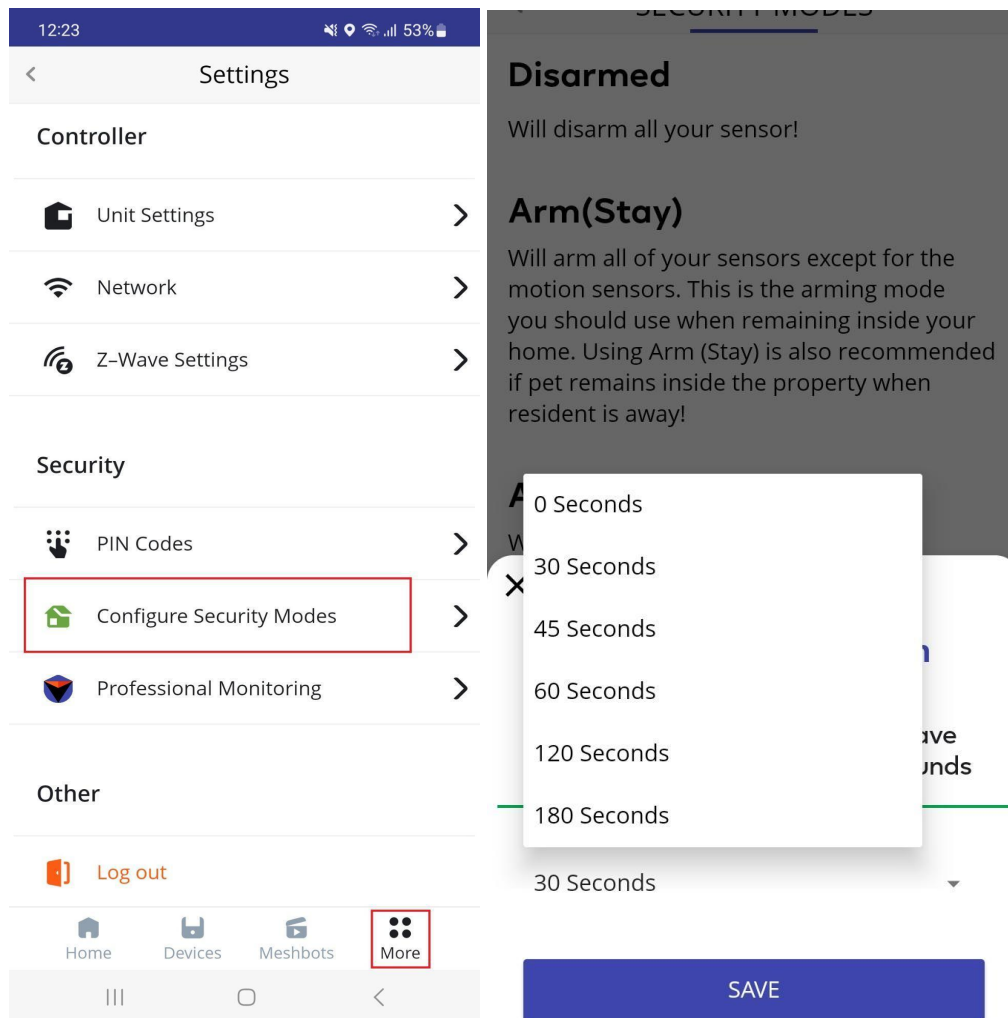 12:23
53%
Settings
Controller
Unit Settings
Network
Z-Wave Settings
Security
PIN Codes
Configure Security Modes
Professional Monitoring
Other
Log out
Home
Devices
Meshbots
More
SECURITY MODES
Disarmed
Will disarm all your sensor!
Arm(Stay)
Will arm all of your sensors except for the
motion sensors. This is the arming mode
you should use when remaining inside your
home. Using Arm (Stay) is also recommended
if pet remains inside the property when
resident is away!
0 Seconds
30 Seconds
45 Seconds
60 Seconds
120 Seconds
180 Seconds
30 Seconds
SAVE